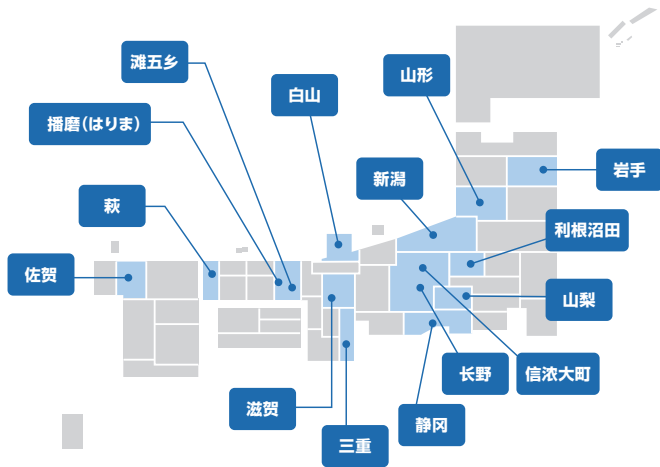 滩五乡
山形
白山
播磨(はりま)
岩手
新潟
萩
利根沼田
佐贺
山梨
长野
信浓大町
滋贺
静冈
三重